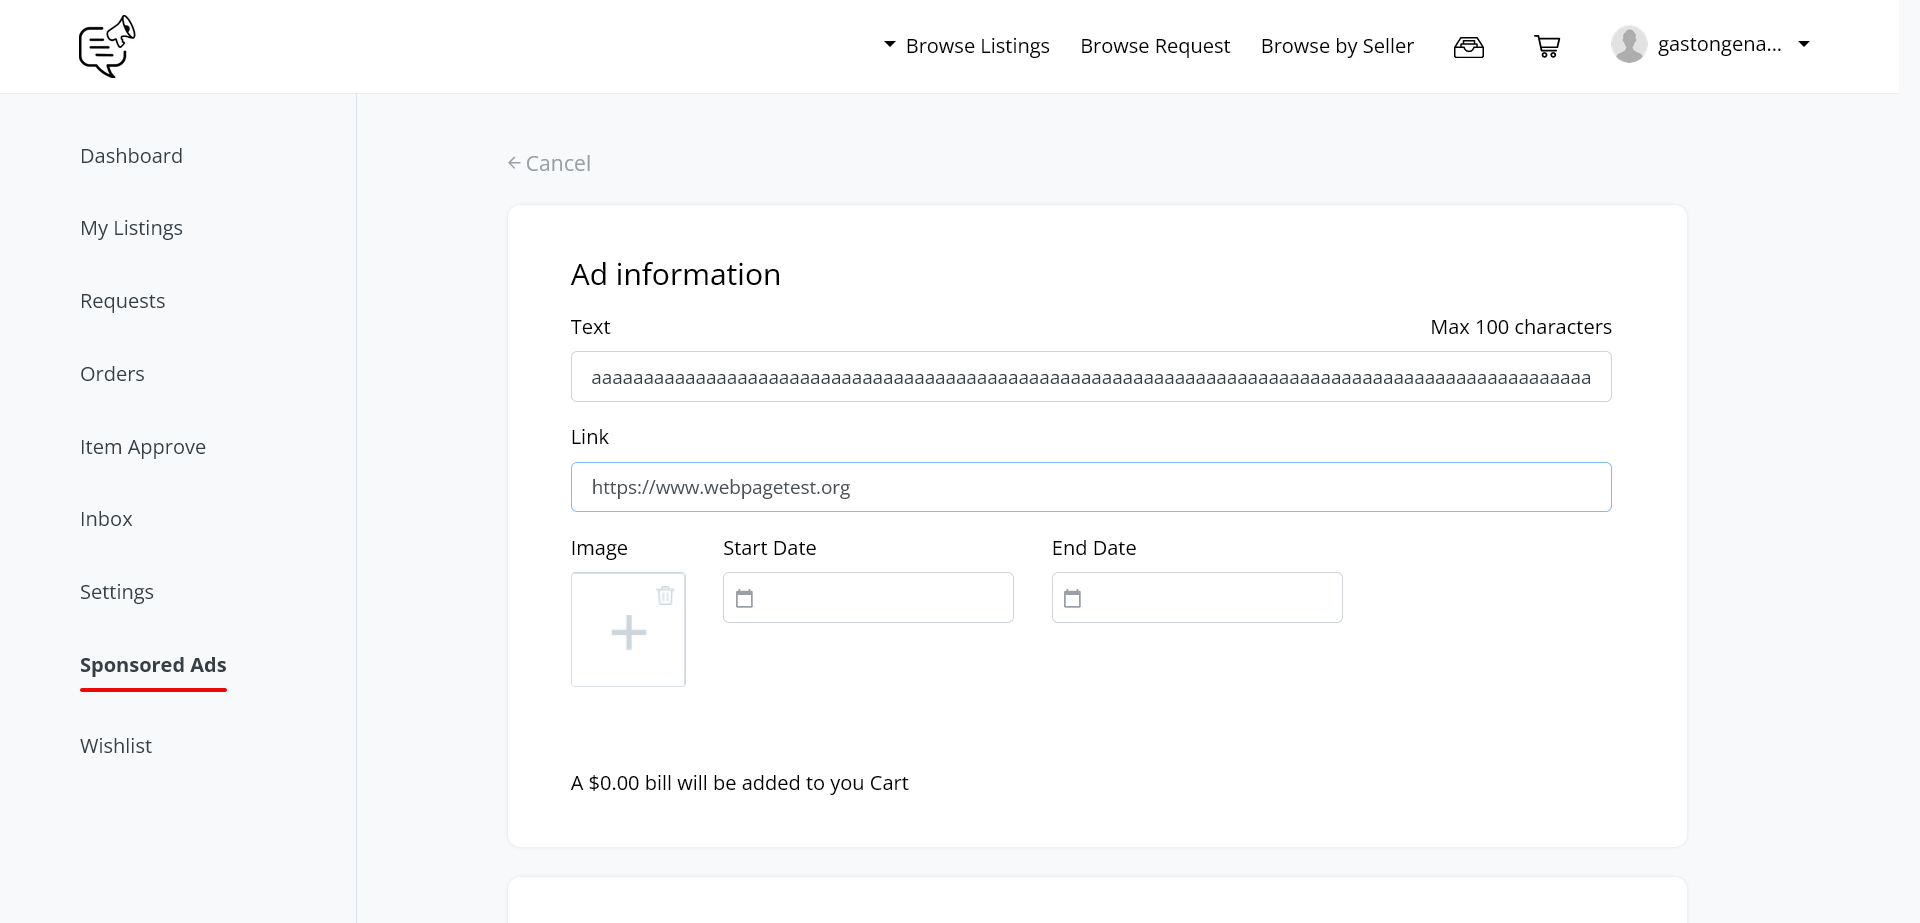 Browse Listings
Browse Request
Browse by Seller
gastongena...
Dashboard
My Listings
Requests
Orders
Item Approve
Inbox
Settings
Sponsored Ads
Wishlist
Cancel
Ad information
Text
Max 100 characters
aaaaaaaaaaaaaaaaaaaaaaaaaaaaaaaaaaaaaaaaaaaaaaaaaaaaaaaaaaaaaaaaaaaaaaaaaaaaaaaaaaaaaaaaaaaaaaaa
Link
https://www.webpagetest.org
Image
Start Date
End Date
A $0.00 bill will be added to you Cart